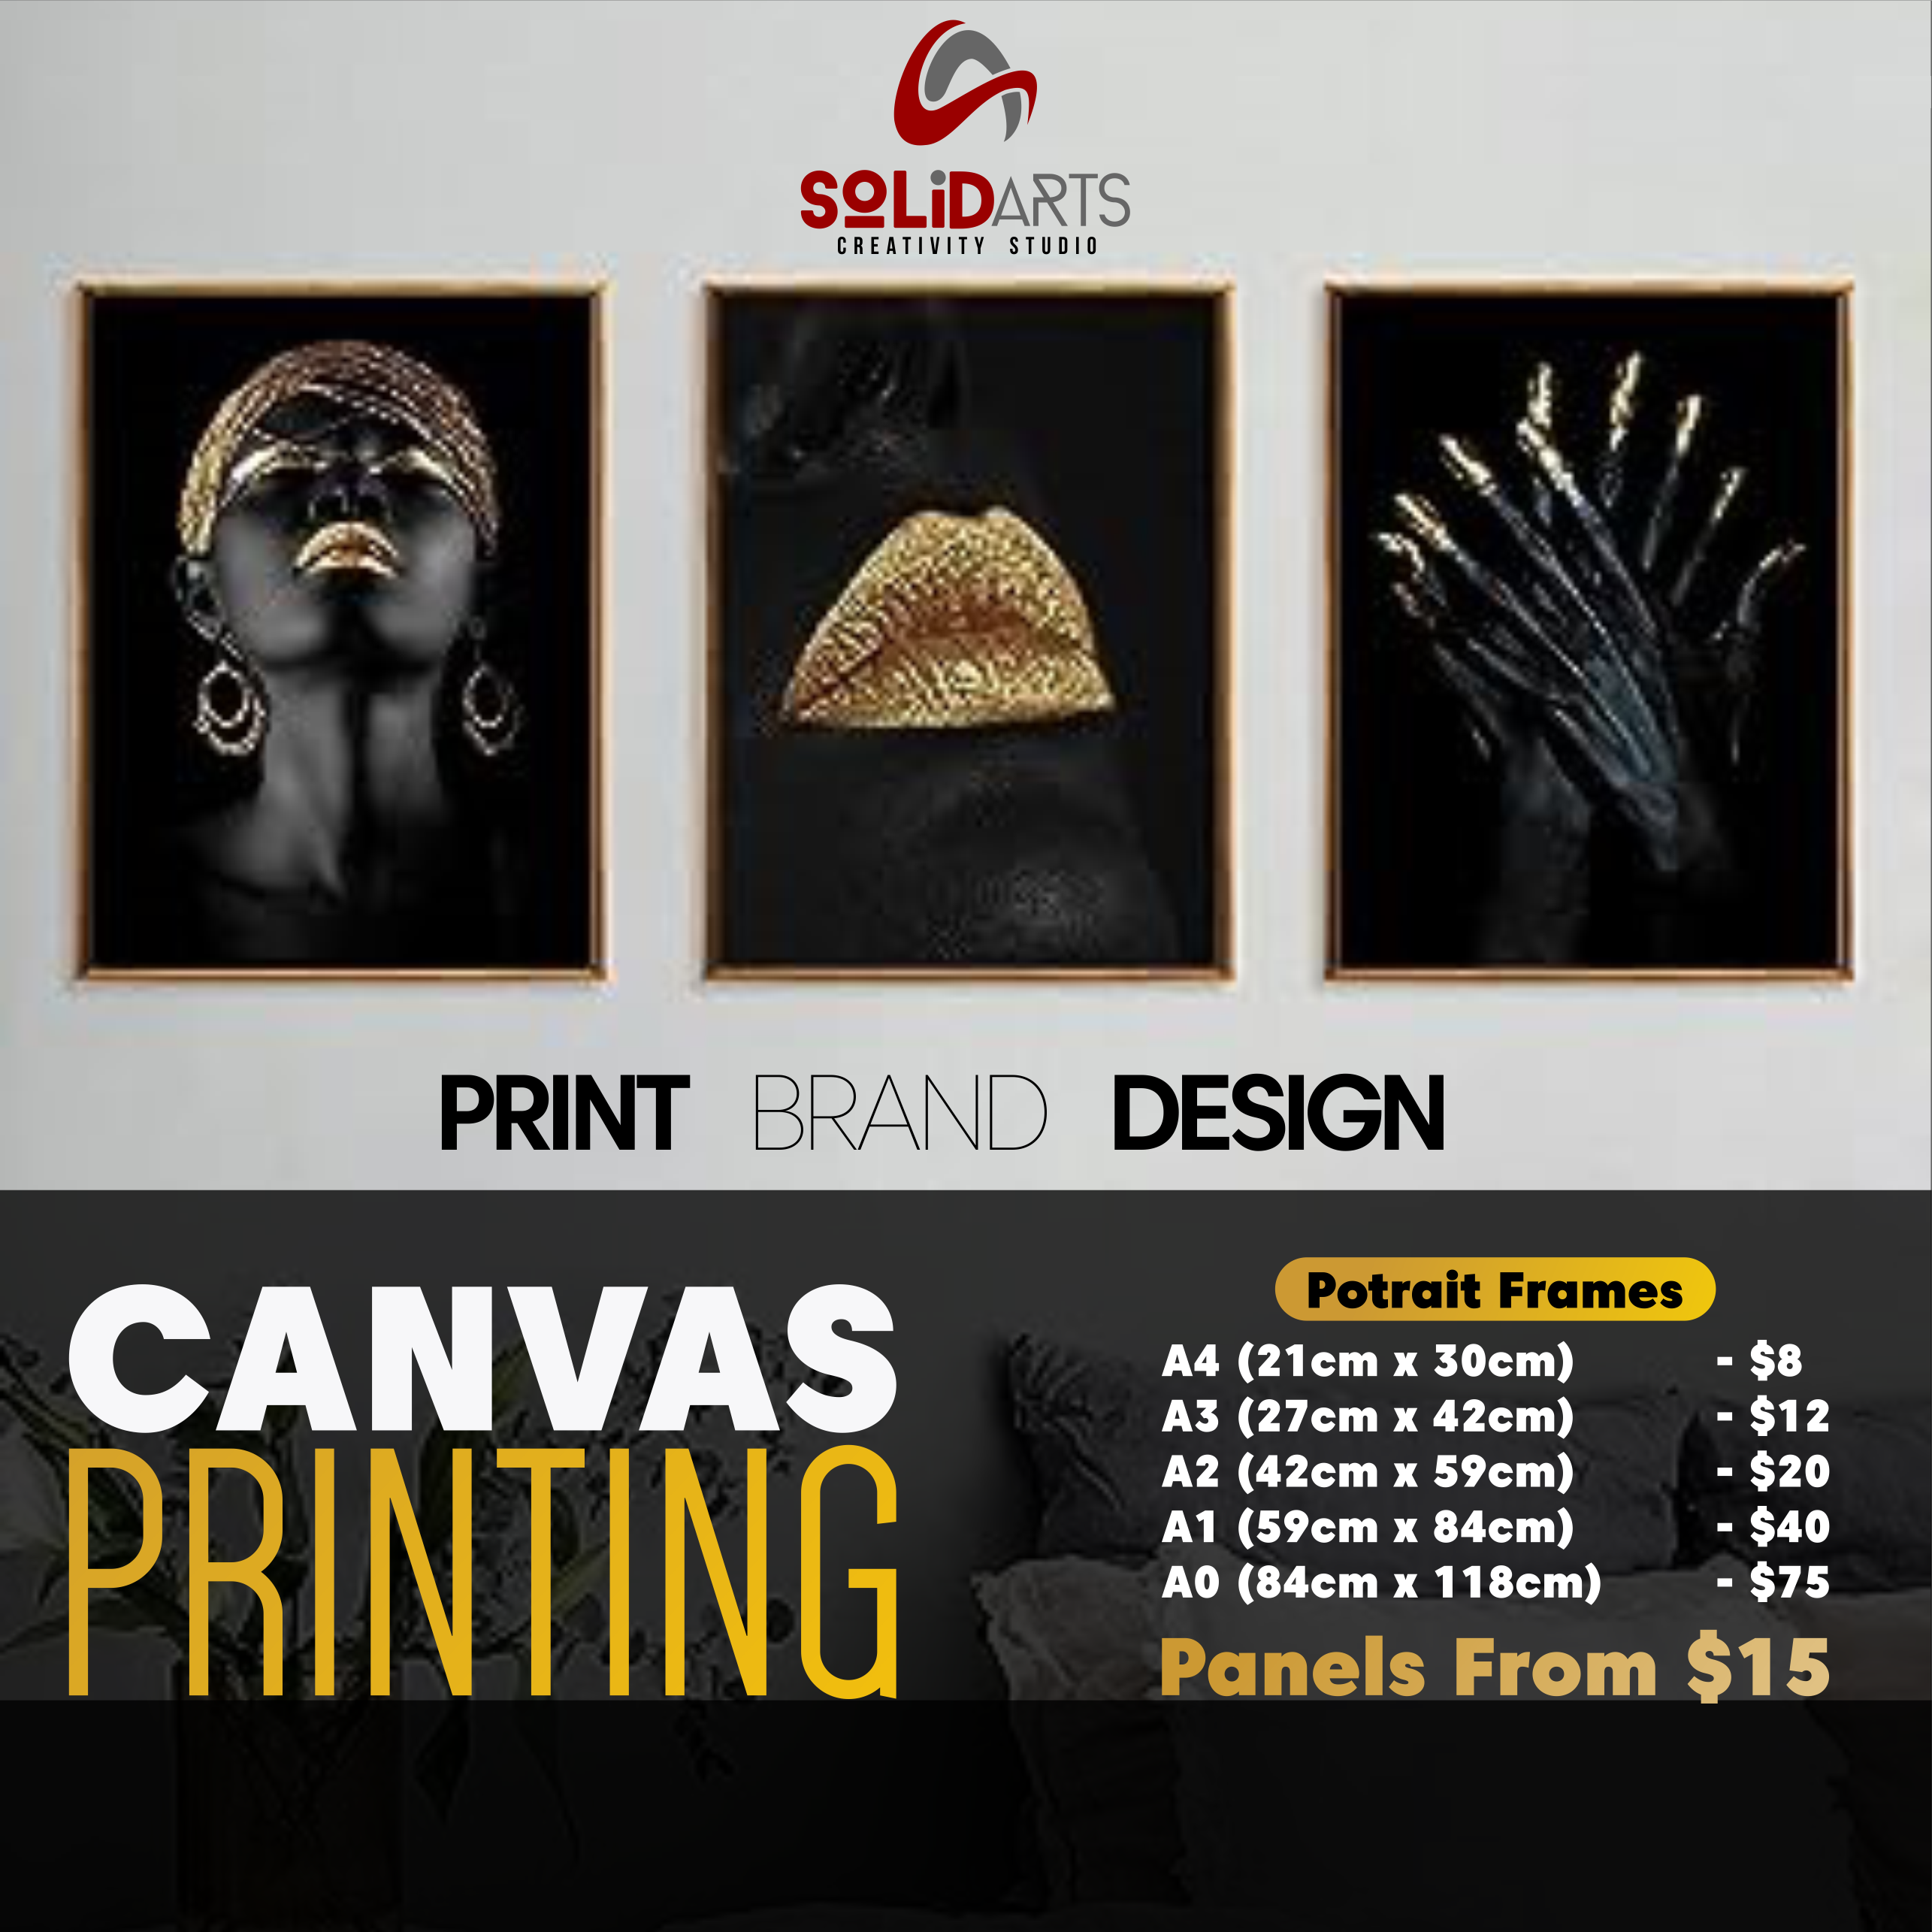 SOLiDARTS
CREATIVITY STUDIO
PRINT BRAND DESIGN
CANVAS
PRINTING
Potrait Frames
A4 (21cm x 30cm) - $8
A3 (27cm x 42cm) - $12
A2 (42cm x 59cm) - $20
A1 (59cm x 84cm) - $40
A0 (84cm x 118cm) - $75
Panels From $15